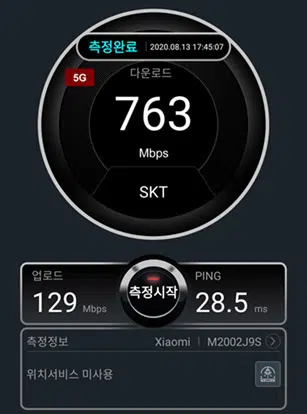 측정완료 | 2020.08.13 17:45:07
5G
다운로드
763
Mbps
SKT
업로드
PING
129 Mbps
측정시작
28.5 ms
측정정보
Xiaomi | M2002J9S
위치서비스 미사용